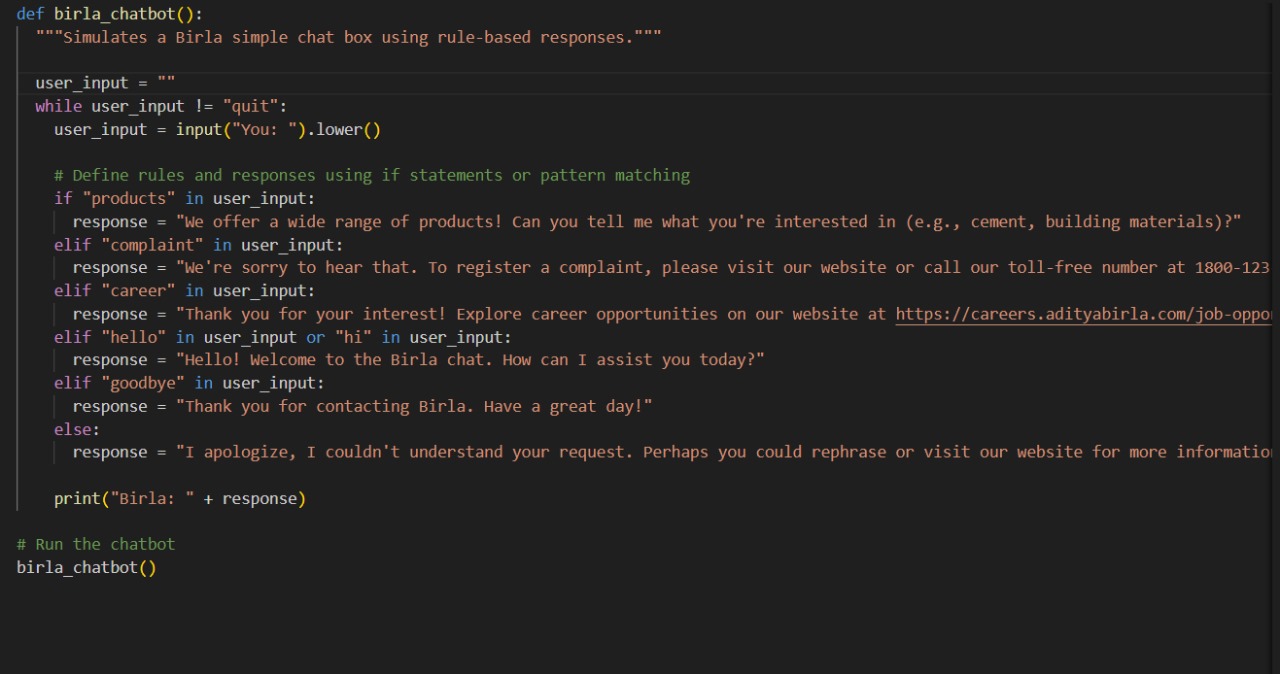 def birla_chatbot():
"""Simulates a Birla simple chat box using rule-based responses."""
user_input = ""
while user_input != "quit":
user_input = input("You: ").lower()
# Define rules and responses using if statements or pattern matching
if "products" in user_input:
response = "We offer a wide range of products! Can you tell me what you're interested in (e.g., cement, building materials)?"
elif "complaint" in user_input:
response = "We're sorry to hear that. To register a complaint, please visit our website or call our toll-free number at 1800-123
elif "career" in user_input:
response = "Thank you for your interest! Explore career opportunities on our website at https://careers.adityabirla.com/job-oppo
elif "hello" in user_input or "hi" in user_input:
response = "Hello! Welcome to the Birla chat. How can I assist you today?"
elif "goodbye" in user_input:
response = "Thank you for contacting Birla. Have a great day!"
else:
response = "I apologize, I couldn't understand your request. Perhaps you could rephrase or visit our website for more informatio
print("Birla: " + response)
# Run the chatbot
birla_chatbot()